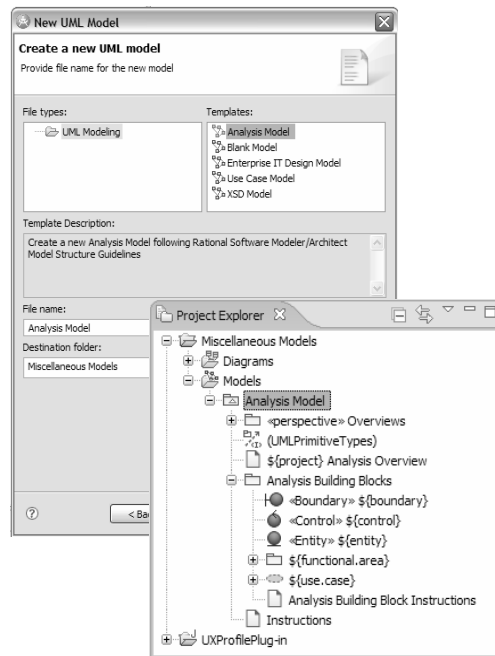 New UML Model
Create a new UML model
Provide file name for the new model
File types:
UML Modeling
Templates:
Analysis Model
Blank Model
Enterprise IT Design Model
Use Case Model
XSD Model
Template Description:
Create a new Analysis Model following Rational Software Modeler/Architect
Model Structure Guidelines
File name:
Analysis Model
Destination folder:
Miscellaneous Models
Project Explorer
Miscellaneous Models
Diagrams
Models
Analysis Model
«perspective» Overviews
(UMLPrimitiveTypes)
${project} Analysis Overview
Analysis Building Blocks
«Boundary» ${boundary}
«Control» ${control}
«Entity» ${entity}
${functional.area}
${use.case}
Analysis Building Block Instructions
Instructions
UXProfilePlug-in
< Ba